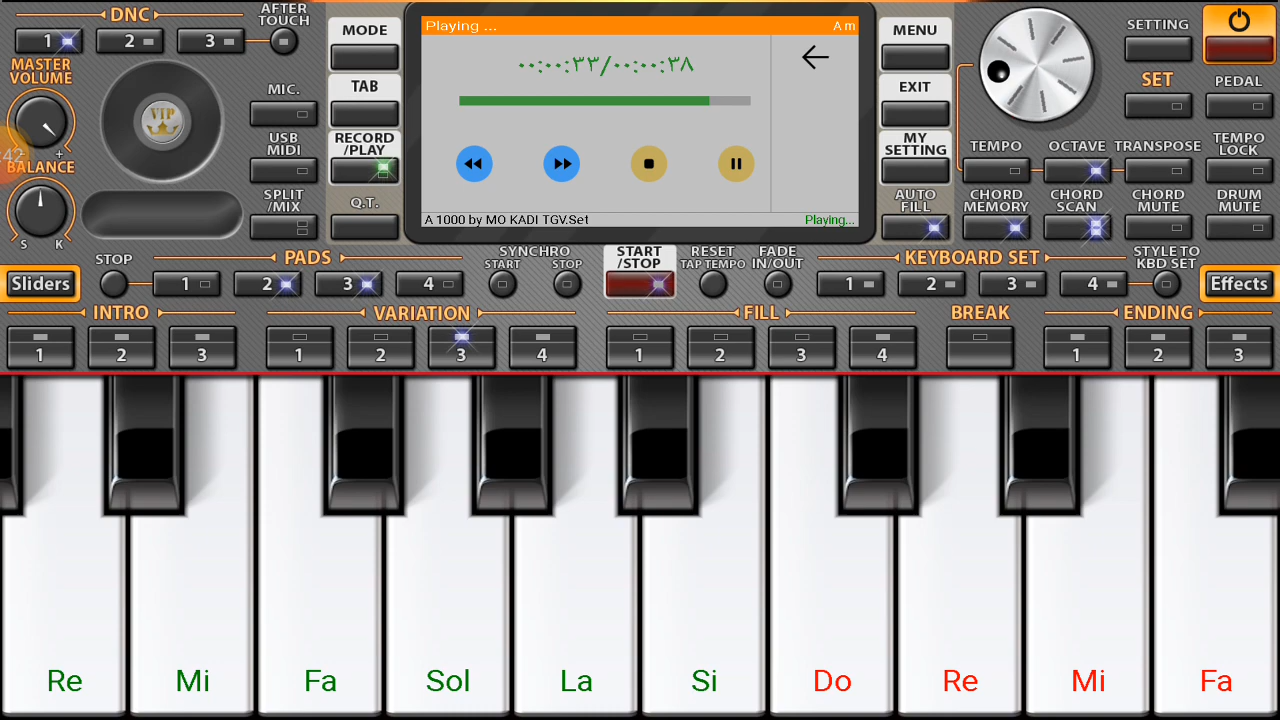 DNC
AFTER TOUCH
1 2 3
MASTER VOLUME
- +
:42
BALANCE
S K
VIP
MIC.
USB MIDI
SPLIT /MIX
MODE
TAB
RECORD /PLAY
Q.T.
Playing ... Am
۰۰:۰۰:۳۳/۰۰:۰۰:۳۸
A 1000 by MO KADI TGV.Set Playing...
MENU
EXIT
MY SETTING
AUTO FILL
SETTING
SET
PEDAL
TEMPO OCTAVE TRANSPOSE TEMPO LOCK
CHORD MEMORY CHORD SCAN CHORD MUTE DRUM MUTE
Sliders
STOP
PADS
1 2 3 4
SYNCHRO
START STOP
START /STOP
RESET TAP TEMPO
FADE IN/OUT
KEYBOARD SET
1 2 3 4
STYLE TO KBD SET
Effects
INTRO VARIATION FILL BREAK ENDING
1 2 3 1 2 3 4 1 2 3 4 1 2 3
Re Mi Fa Sol La Si Do Re Mi Fa